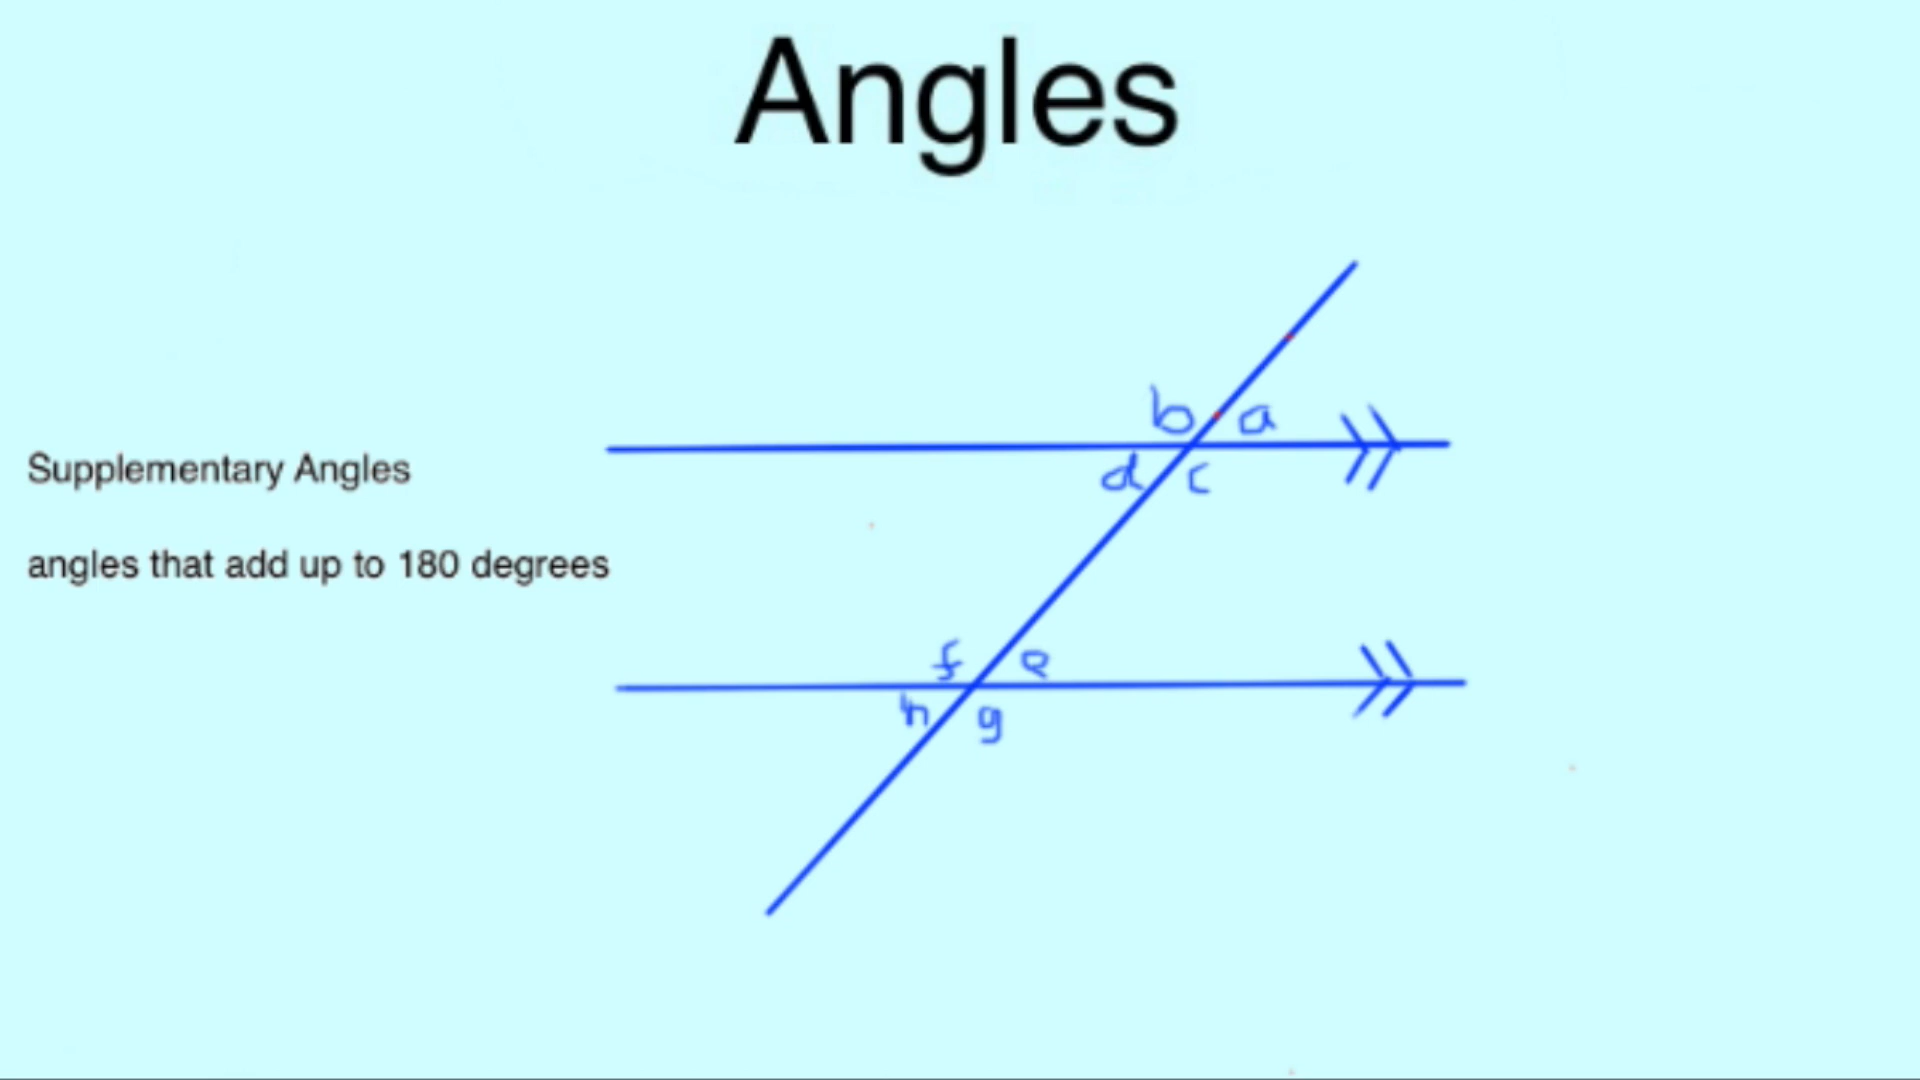 Angles
b a
Supplementary Angles
d c
angles that add up to 180 degrees
f e
h g